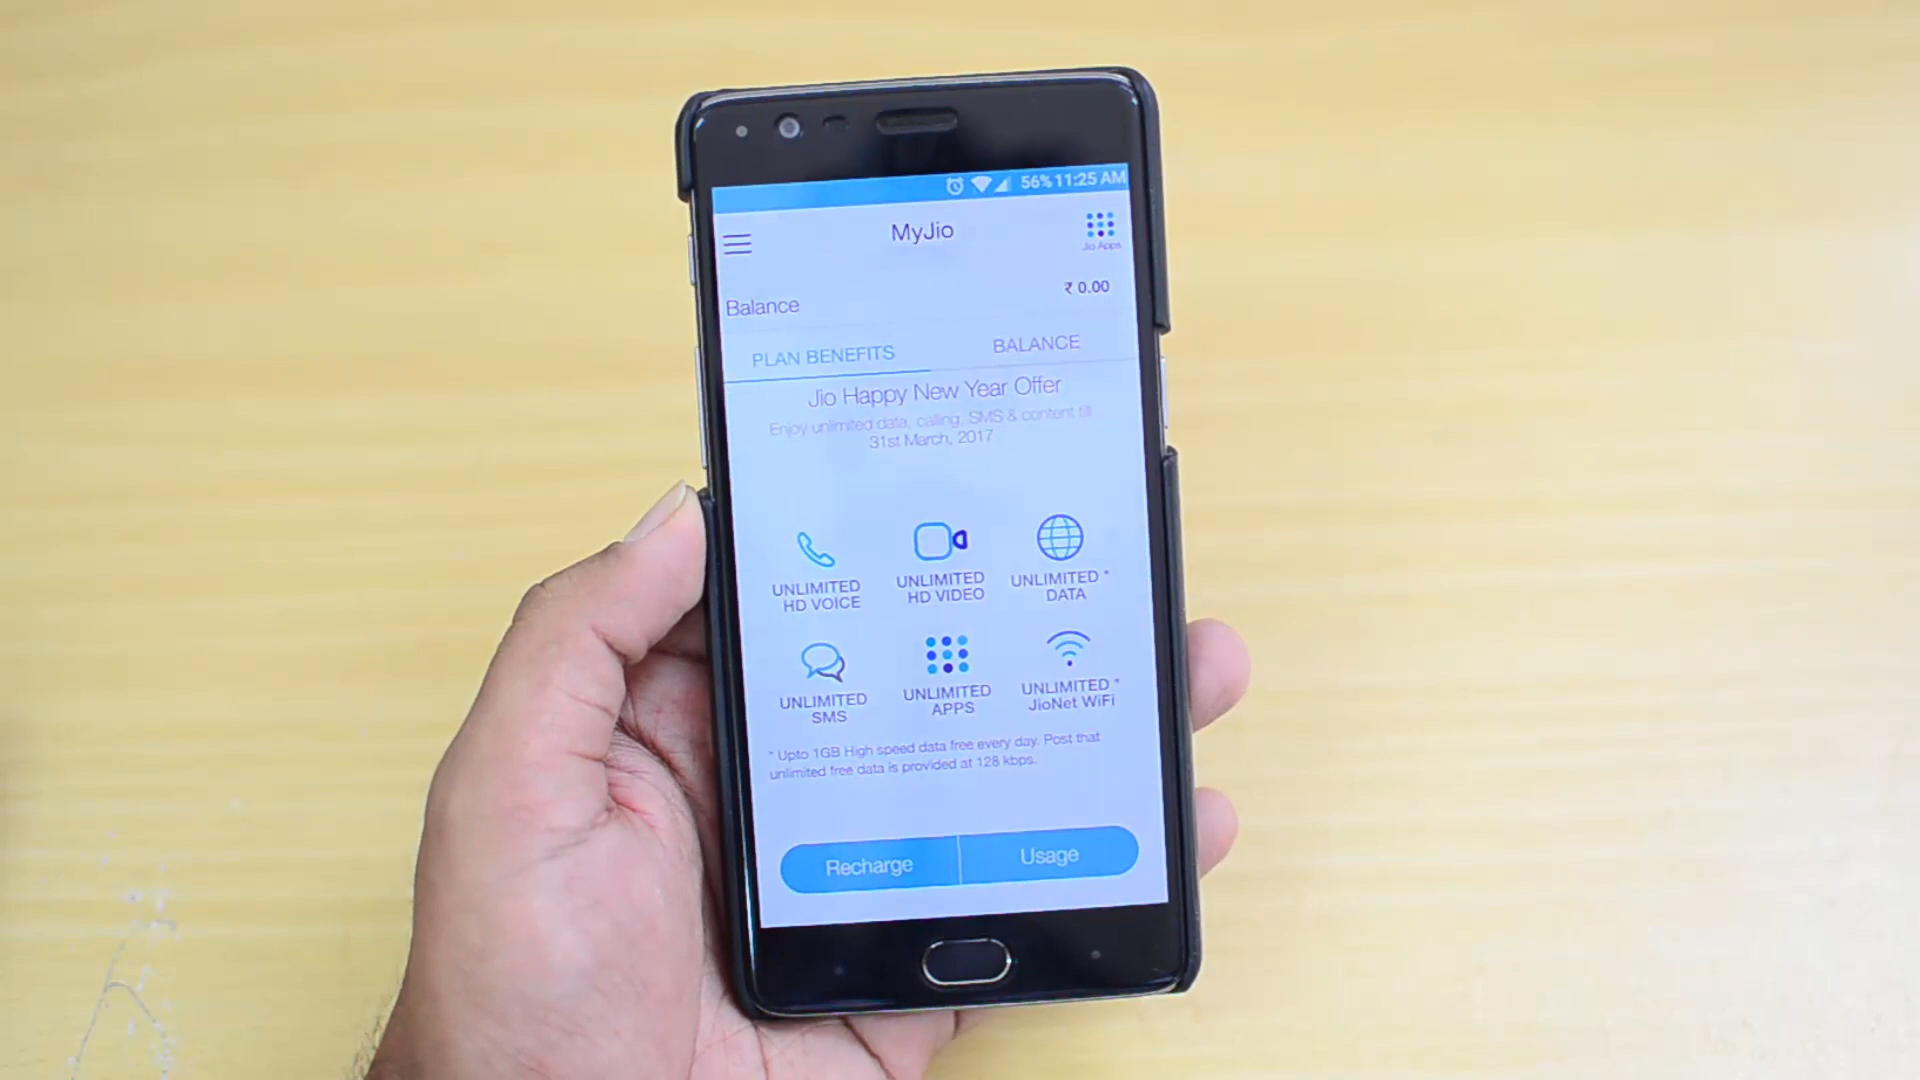 56% 11:25 AM
MyJio
Jio Apps
Balance
₹ 0.00
PLAN BENEFITS
BALANCE
Jio Happy New Year Offer
Enjoy unlimited data, calling, SMS & content till
31st March, 2017
UNLIMITED
HD VOICE
UNLIMITED
HD VIDEO
UNLIMITED *
DATA
UNLIMITED
SMS
UNLIMITED
APPS
UNLIMITED *
JioNet WiFi
* Upto 1GB High speed data free every day. Post that
unlimited free data is provided at 128 kbps.
Recharge
Usage